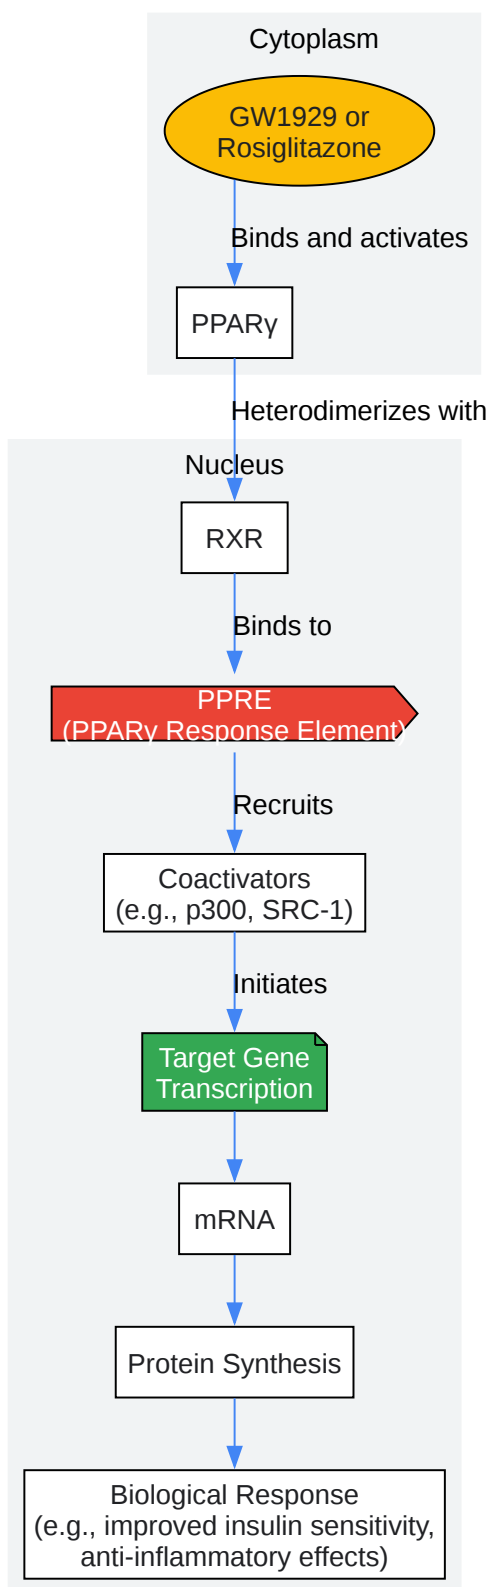 Cytoplasm
GW1929 or
Rosiglitazone
Binds and activates
PPARγ
Heterodimerizes with
Nucleus
RXR
Binds to
PPRE
(PPARγ Response Element)
Recruits
Coactivators
(e.g., p300, SRC-1)
Initiates
Target Gene
Transcription
mRNA
Protein Synthesis
Biological Response
(e.g., improved insulin sensitivity,
anti-inflammatory effects)